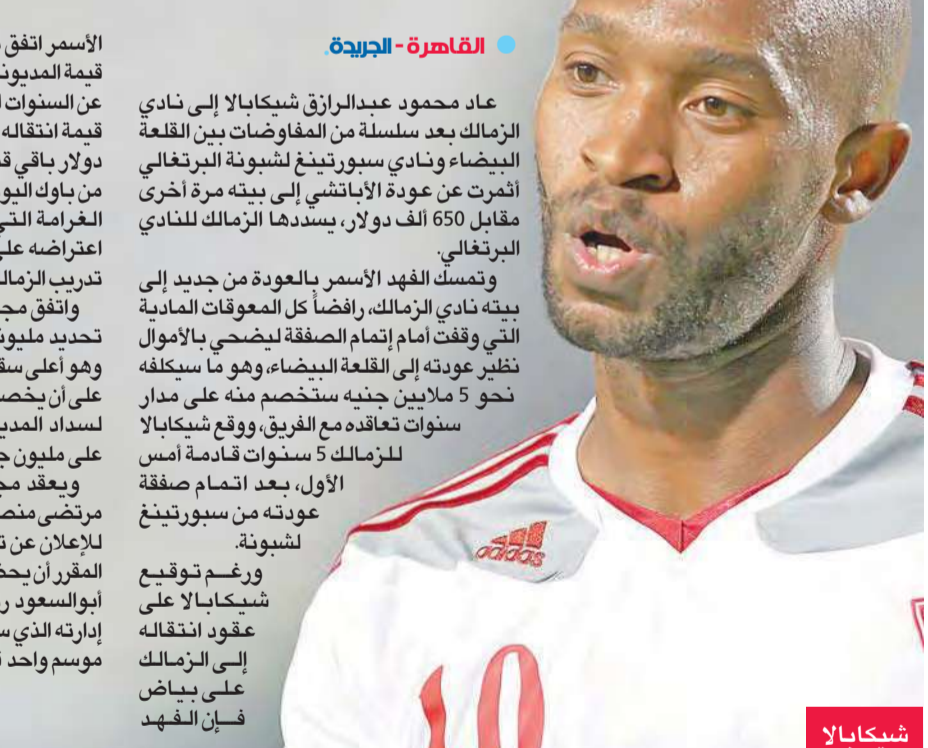 القاهرة - الجريدة.
عاد محمود عبدالرازق شيكابالا إلى نادي
الزمالك بعد سلسلة من المفاوضات بين القلعة
البيضاء ونادي سبورتينغ لشبونة البرتغالي
أثمرت عن عودة الأباتشي إلى بيته مرة أخرى
مقابل 650 ألف دولار، يسددها الزمالك للنادي
البرتغالي.
وتمسك الفهد الأسمر بالعودة من جديد إلى
بيته نادي الزمالك، رافضاً كل المعوقات المادية
التي وقفت أمام إتمام الصفقة ليضحي بالأموال
نظير عودته إلى القلعة البيضاء، وهو ما سيكلفه
نحو 5 ملايين جنيه ستخصم منه على مدار
سنوات تعاقده مع الفريق، ووقع شيكابالا
للزمالك 5 سنوات قادمة أمس
الأول، بعد اتمام صفقة
عودته من سبورتينغ
لشبونة.
ورغم توقيع
شيكابالا على
عقود انتقاله
إلى الزمالك
على بياض
فإن الفهد
الأسمر اتفق
قيمة المديون
عن السنوات
قيمة انتقاله
دولار باقي
من باوك اليو
الغرامة التي
اعتراضه على
تدريب الزمال
واتفق مج
تحديد مليون
وهو أعلى سق
على أن يخص
لسداد المدي
على مليون ج
ويعقد مج
مرتضى منص
للإعلان عن
المقرر أن يحض
أبوالسعود
إدارته الذي س
موسم واحد
adidas
10
شيكابالا